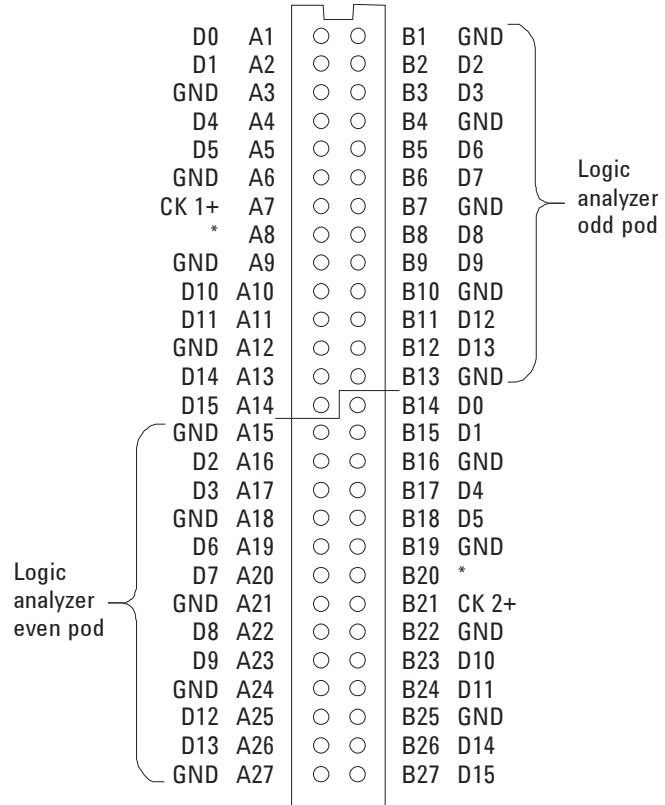 D0 A1 B1 GND
D1 A2 B2 D2
GND A3 B3 D3
D4 A4 B4 GND
D5 A5 B5 D6
GND A6 B6 D7
CK 1+ A7 B7 GND
* A8 B8 D8
GND A9 B9 D9
D10 A10 B10 GND
D11 A11 B11 D12
GND A12 B12 D13
D14 A13 B13 GND
D15 A14 B14 D0
GND A15 B15 D1
D2 A16 B16 GND
D3 A17 B17 D4
GND A18 B18 D5
D6 A19 B19 GND
D7 A20 B20 *
GND A21 B21 CK 2+
D8 A22 B22 GND
D9 A23 B23 D10
GND A24 B24 D11
D12 A25 B25 GND
D13 A26 B26 D14
GND A27 B27 D15
Logic
analyzer
odd pod
Logic
analyzer
even pod